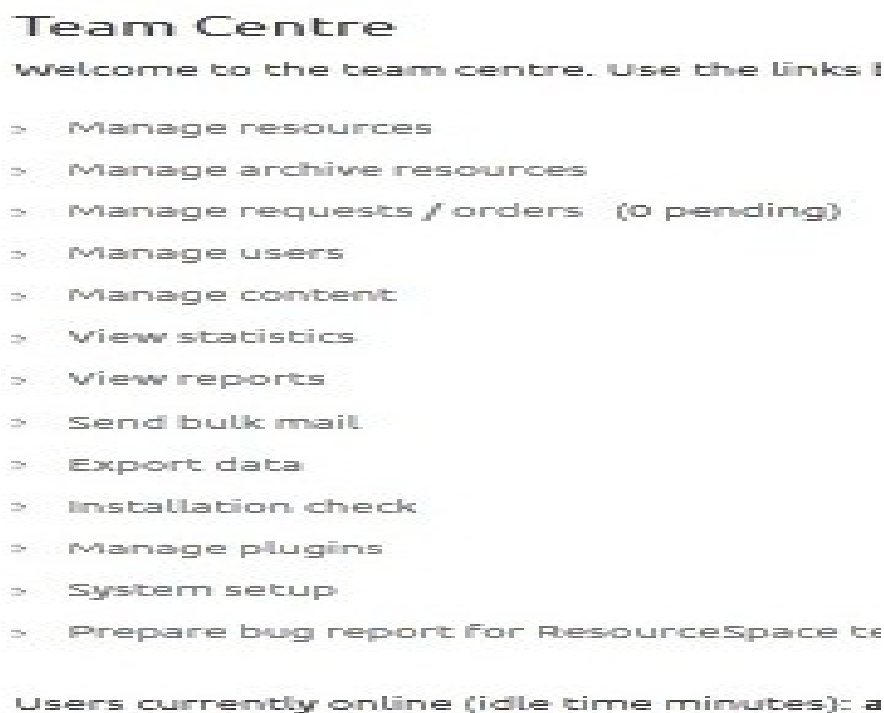 Team Centre
Welcome to the team centre. Use the links
> Manage resources
> Manage archive resources
> Manage requests / orders (0 pending)
> Manage users
> Manage content
> View statistics
> View reports
> Send bulk mail
> Export data
> Installation check
> Manage plugins
> System setup
> Prepare bug report for ResourceSpace te
Users currently online (idle time minutes): a